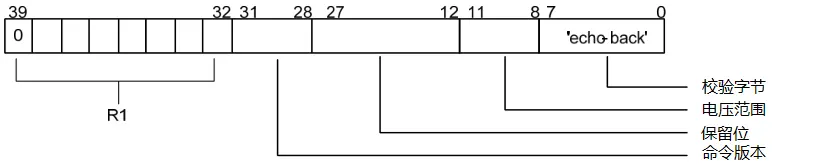 39 32 31 28 27 12 11 8 7 0
0 'echo-back'
R1
校验字节
电压范围
保留位
命令版本